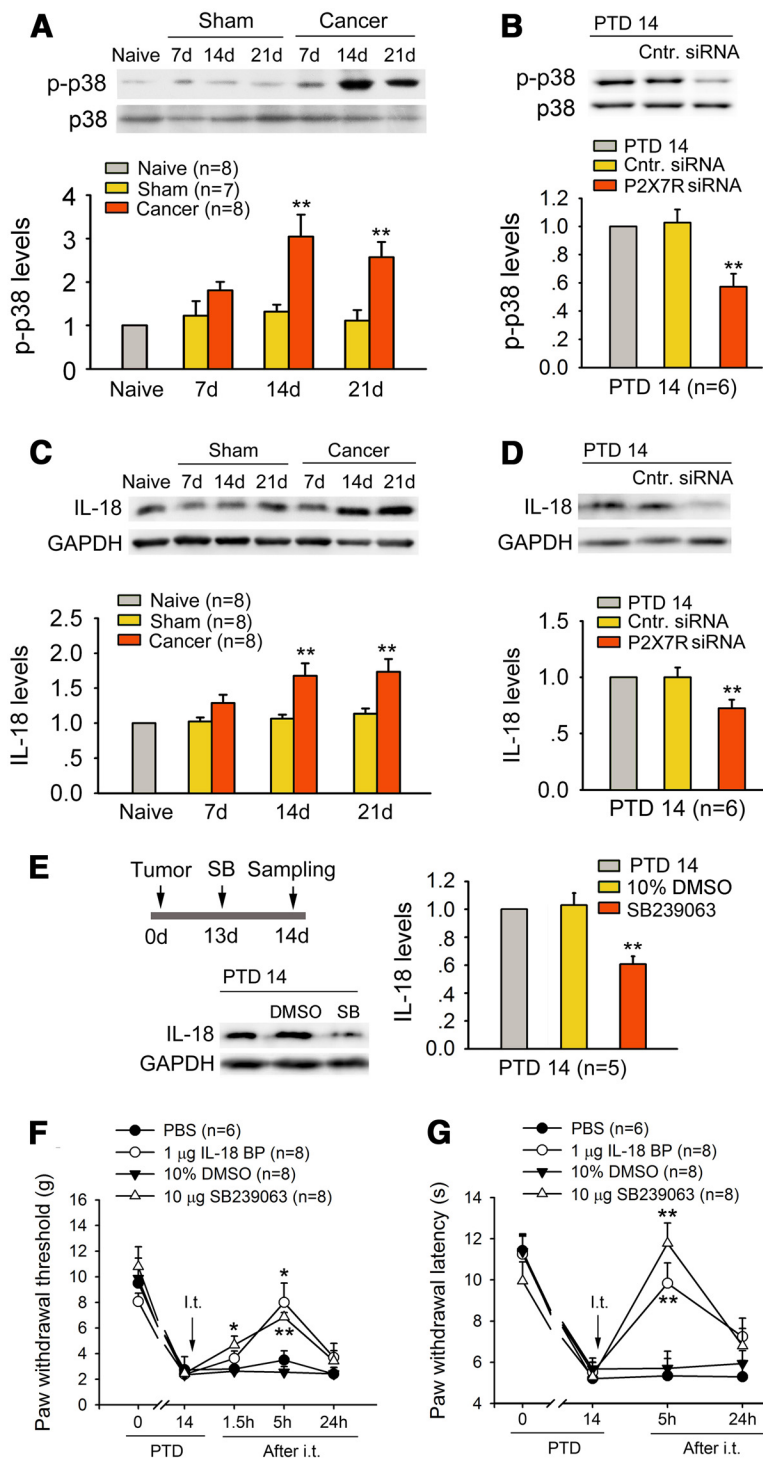 A
Sham Cancer
Naive 7d 14d 21d 7d 14d 21d
p-p38
p38
Naive (n=8)
Sham (n=7)
Cancer (n=8)
p-p38 levels
4
3
2
1
0
** **
Naive 7d 14d 21d
B
PTD 14
Cntr. siRNA
p-p38
p38
PTD 14
Cntr. siRNA
P2X7R siRNA
p-p38 levels
1.2
1.0
.8
.6
.4
.2
.0
**
PTD 14 (n=6)
C
Sham Cancer
Naive 7d 14d 21d 7d 14d 21d
IL-18
GAPDH
Naive (n=8)
Sham (n=8)
Cancer (n=8)
IL-18 levels
2.5
2.0
1.5
1.0
.5
0.0
** **
Naive 7d 14d 21d
D
PTD 14
Cntr. siRNA
IL-18
GAPDH
PTD 14
Cntr. siRNA
P2X7R siRNA
IL-18 levels
1.5
1.0
.5
0.0
**
PTD 14 (n=6)
E
Tumor SB Sampling
0d 13d 14d
PTD 14
DMSO SB
IL-18
GAPDH
PTD 14
10% DMSO
SB239063
IL-18 levels
1.2
1.0
.8
.6
.4
.2
0.0
**
PTD 14 (n=5)
F
PBS (n=6)
1 µg IL-18 BP (n=8)
10% DMSO (n=8)
10 µg SB239063 (n=8)
Paw withdrawal threshold (g)
16
14
12
10
8
6
4
2
0
I.t.
* * **
0 14 1.5h 5h 24h
PTD After i.t.
G
PBS (n=6)
1 µg IL-18 BP (n=8)
10% DMSO (n=8)
10 µg SB239063 (n=8)
Paw withdrawal latency (s)
14
12
10
8
6
4
I.t.
**
**
0 14 5h 24h
PTD After i.t.